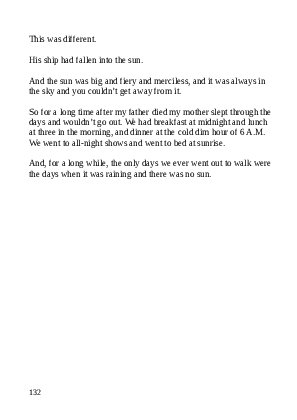 This was different.
His ship had fallen into the sun.
And the sun was big and fiery and merciless, and it was always in
the sky and you couldn't get away from it.
So for a long time after my father died my mother slept through the
days and wouldn't go out. We had breakfast at midnight and lunch
at three in the morning, and dinner at the cold dim hour of 6 A.M.
We went to all-night shows and went to bed at sunrise.
And, for a long while, the only days we ever went out to walk were
the days when it was raining and there was no sun.
132